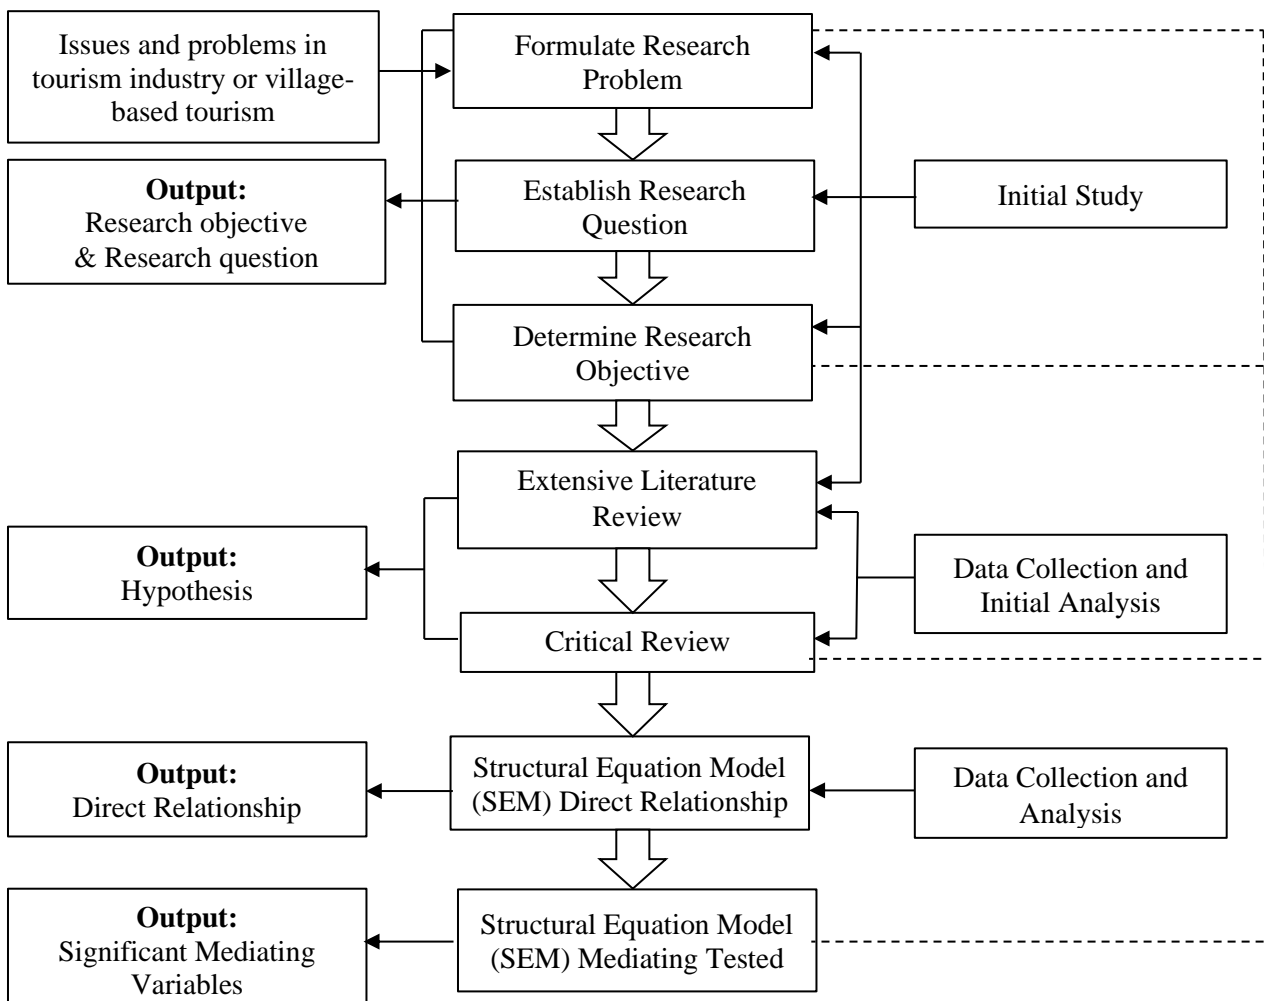 Issues and problems in
tourism industry or village-
based tourism
Formulate Research
Problem
Output:
Research objective
& Research question
Establish Research
Question
Initial Study
Determine Research
Objective
Extensive Literature
Review
Output:
Hypothesis
Data Collection and
Initial Analysis
Critical Review
Output:
Direct Relationship
Structural Equation Model
(SEM) Direct Relationship
Data Collection and
Analysis
Output:
Significant Mediating
Variables
Structural Equation Model
(SEM) Mediating Tested